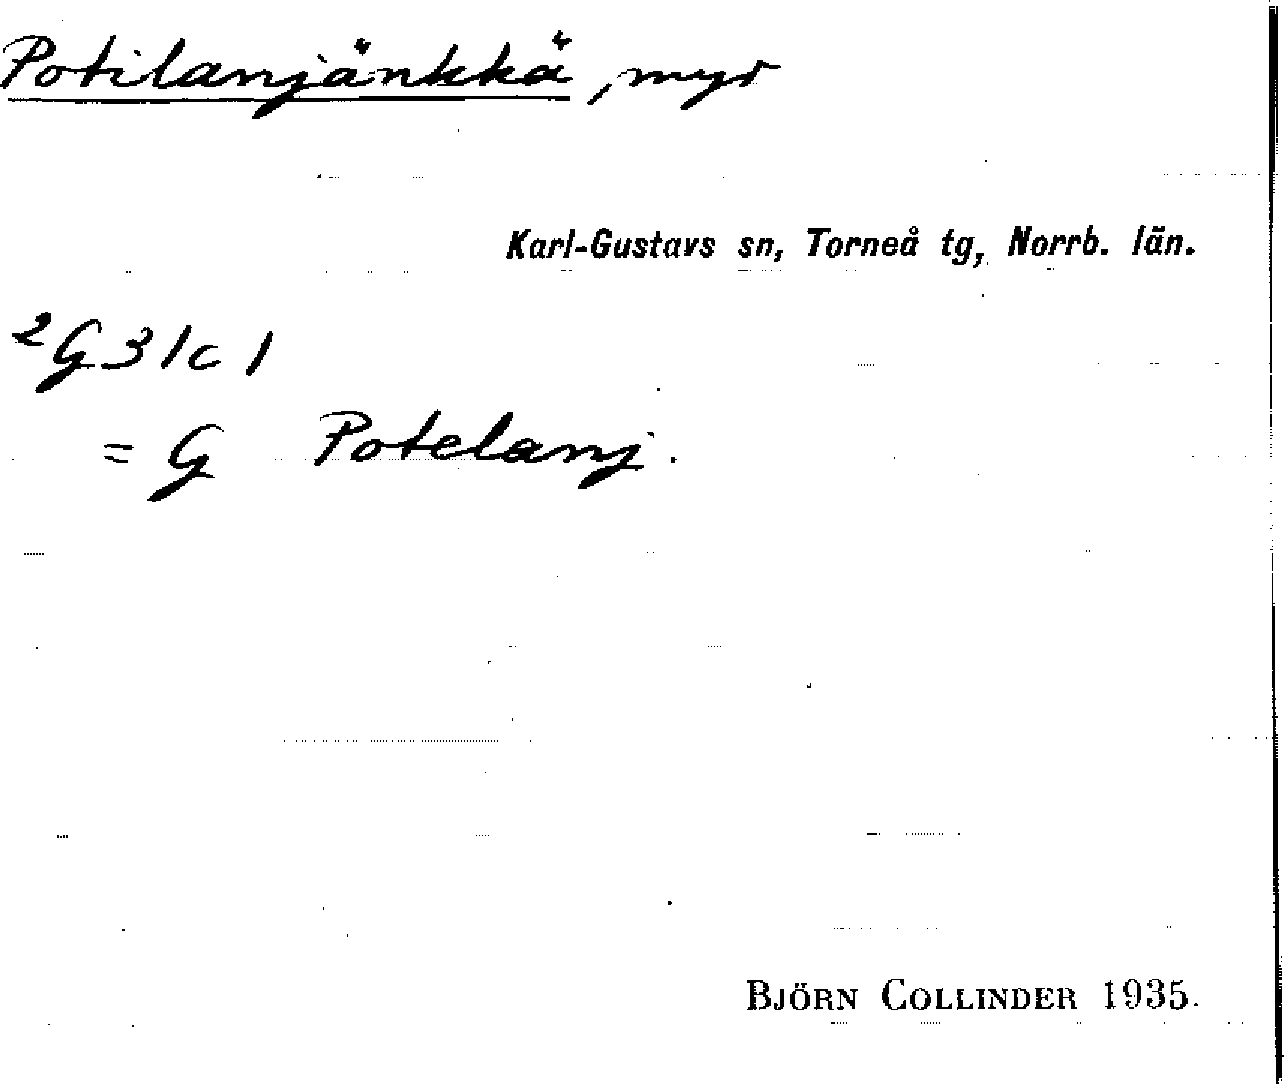 Potilanjänkkä, myr
Karl-Gustavs sn, Torneå tg, Norrb. län.
²G31c1
= G Potelanj.
BJÖRN COLLINDER 1935.